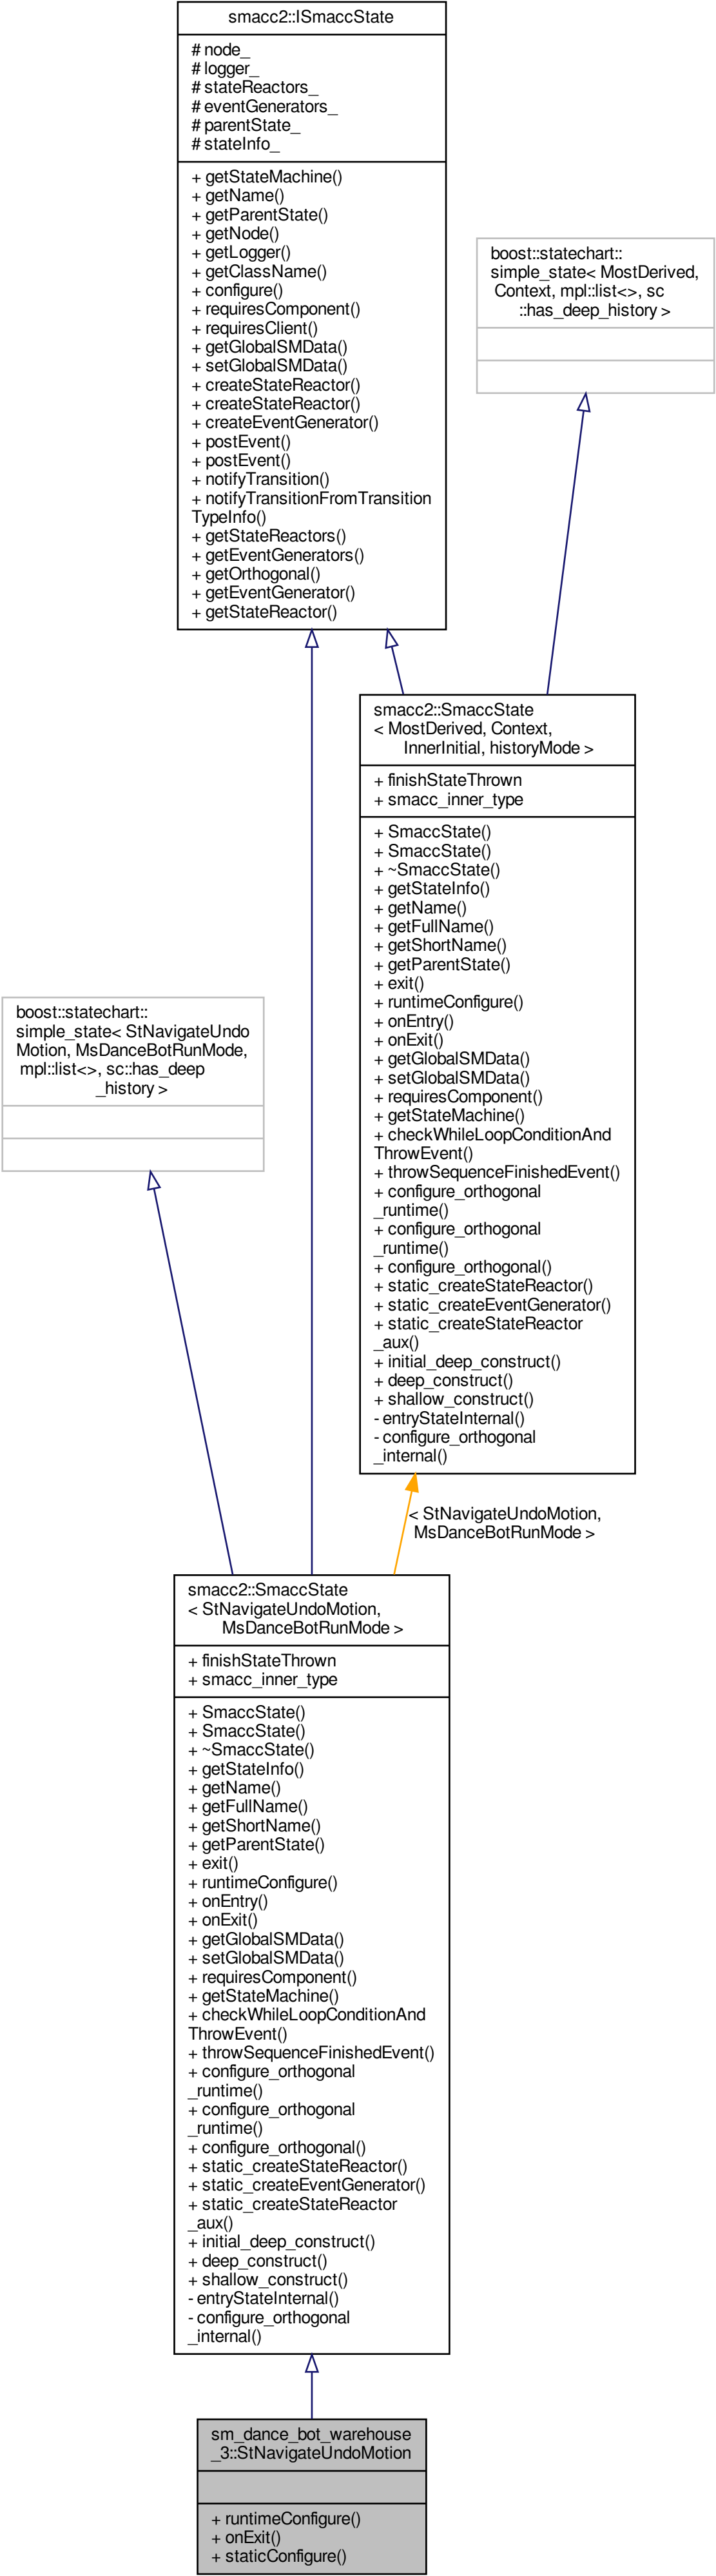 smacc2::ISmaccState
# node_
# logger_
# stateReactors_
# eventGenerators_
# parentState_
# stateInfo_
+ getStateMachine()
+ getName()
+ getParentState()
+ getNode()
+ getLogger()
+ getClassName()
+ configure()
+ requiresComponent()
+ requiresClient()
+ getGlobalSMData()
+ setGlobalSMData()
+ createStateReactor()
+ createStateReactor()
+ createEventGenerator()
+ postEvent()
+ postEvent()
+ notifyTransition()
+ notifyTransitionFromTransition
TypeInfo()
+ getStateReactors()
+ getEventGenerators()
+ getOrthogonal()
+ getEventGenerator()
+ getStateReactor()
boost::statechart::
simple_state< MostDerived,
Context, mpl::list<>, sc
::has_deep_history >
smacc2::SmaccState
< MostDerived, Context,
InnerInitial, historyMode >
+ finishStateThrown
+ smacc_inner_type
+ SmaccState()
+ SmaccState()
+ ~SmaccState()
+ getStateInfo()
+ getName()
+ getFullName()
+ getShortName()
+ getParentState()
+ exit()
+ runtimeConfigure()
+ onEntry()
+ onExit()
+ getGlobalSMData()
+ setGlobalSMData()
+ requiresComponent()
+ getStateMachine()
+ checkWhileLoopConditionAnd
ThrowEvent()
+ throwSequenceFinishedEvent()
+ configure_orthogonal
_runtime()
+ configure_orthogonal
_runtime()
+ configure_orthogonal()
+ static_createStateReactor()
+ static_createEventGenerator()
+ static_createStateReactor
_aux()
+ initial_deep_construct()
+ deep_construct()
+ shallow_construct()
- entryStateInternal()
- configure_orthogonal
_internal()
boost::statechart::
simple_state< StNavigateUndo
Motion, MsDanceBotRunMode,
mpl::list<>, sc::has_deep
_history >
< StNavigateUndoMotion,
MsDanceBotRunMode >
smacc2::SmaccState
< StNavigateUndoMotion,
MsDanceBotRunMode >
+ finishStateThrown
+ smacc_inner_type
+ SmaccState()
+ SmaccState()
+ ~SmaccState()
+ getStateInfo()
+ getName()
+ getFullName()
+ getShortName()
+ getParentState()
+ exit()
+ runtimeConfigure()
+ onEntry()
+ onExit()
+ getGlobalSMData()
+ setGlobalSMData()
+ requiresComponent()
+ getStateMachine()
+ checkWhileLoopConditionAnd
ThrowEvent()
+ throwSequenceFinishedEvent()
+ configure_orthogonal
_runtime()
+ configure_orthogonal
_runtime()
+ configure_orthogonal()
+ static_createStateReactor()
+ static_createEventGenerator()
+ static_createStateReactor
_aux()
+ initial_deep_construct()
+ deep_construct()
+ shallow_construct()
- entryStateInternal()
- configure_orthogonal
_internal()
sm_dance_bot_warehouse
_3::StNavigateUndoMotion
+ runtimeConfigure()
+ onExit()
+ staticConfigure()